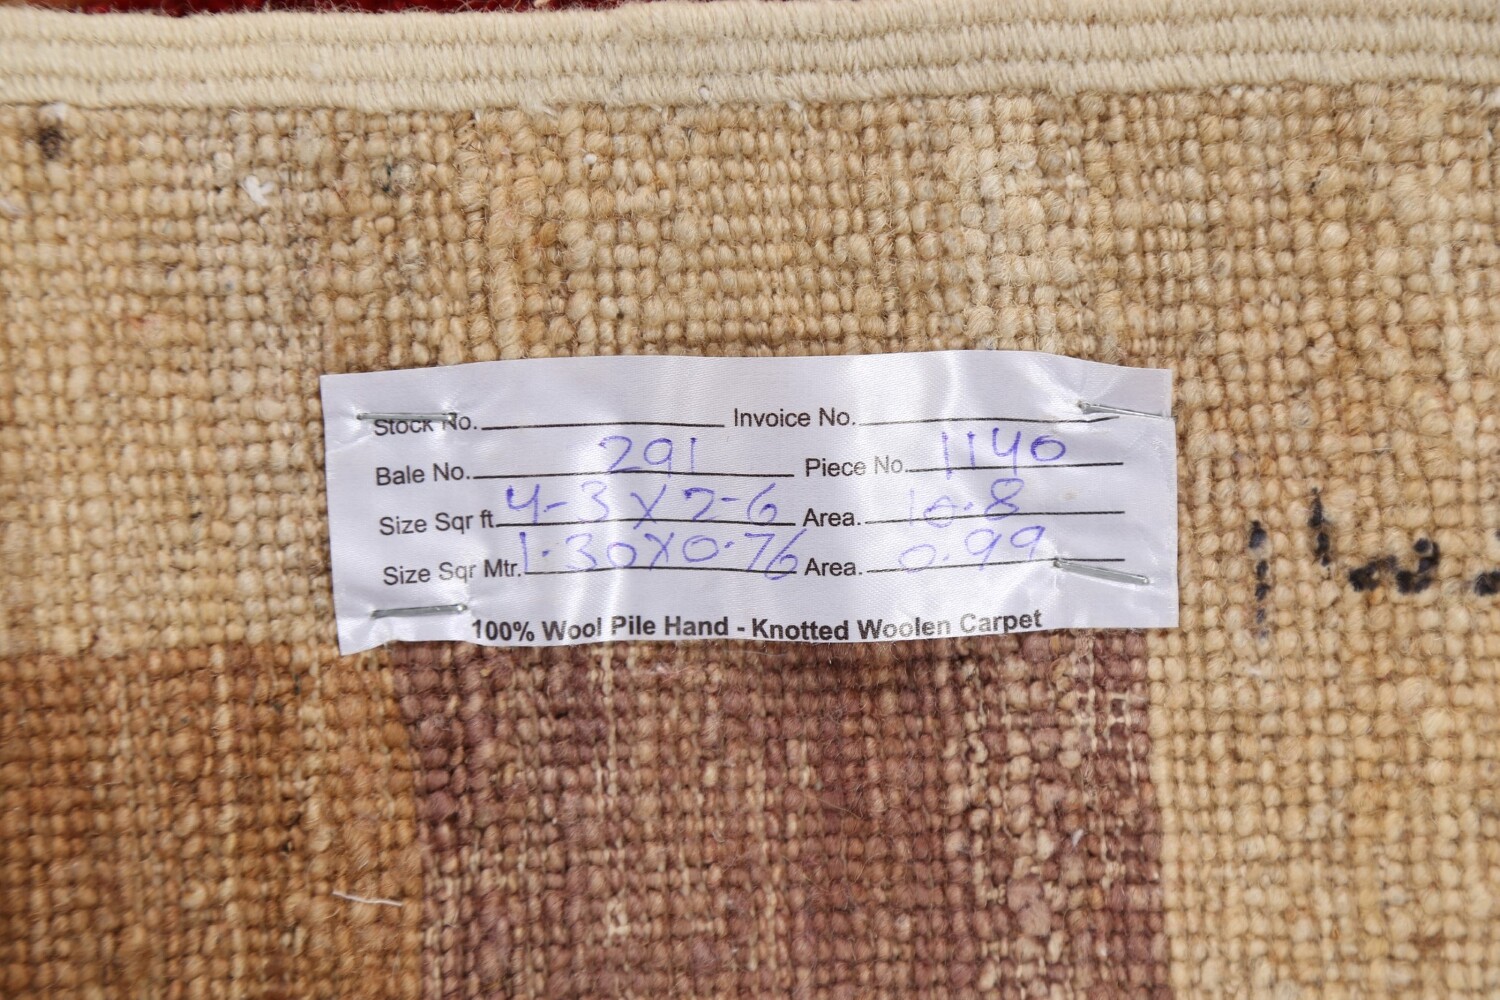 Stock No. Invoice No.
Bale No. 291 Piece No. 1140
Size Sqr ft. 4-3 X 2-6 Area. 10.8
Size Sqr Mtr. 1.30X0.76 Area. 0.99
100% Wool Pile Hand - Knotted Woolen Carpet